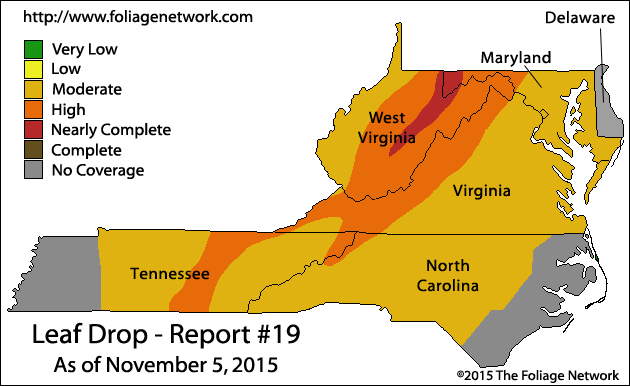 http://www.foliagenetwork.com
Delaware
Very Low
Low
Moderate
High
Nearly Complete
Complete
No Coverage
Maryland
West
Virginia
Virginia
Tennessee
North
Carolina
Leaf Drop - Report #19
As of November 5, 2015
©2015 The Foliage Network